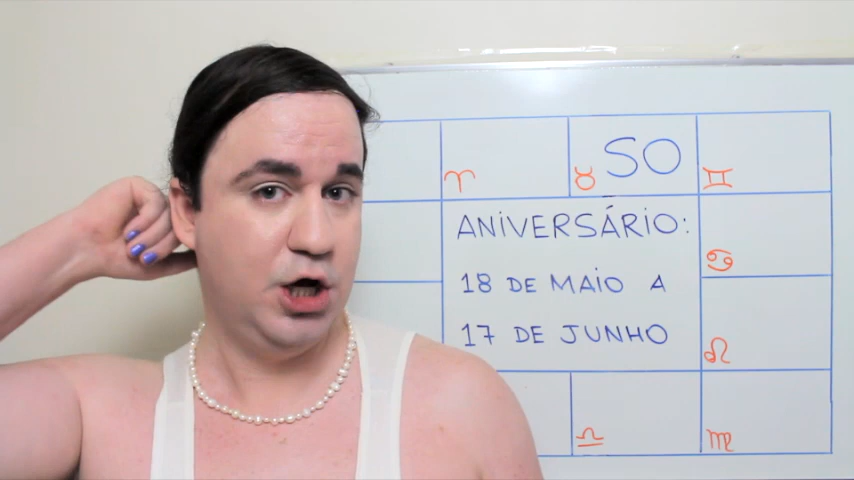 ♈ ♉ SO ♊
ANIVERSÁRIO:
♋
18 DE MAIO A
17 DE JUNHO
♌
♎ ♏